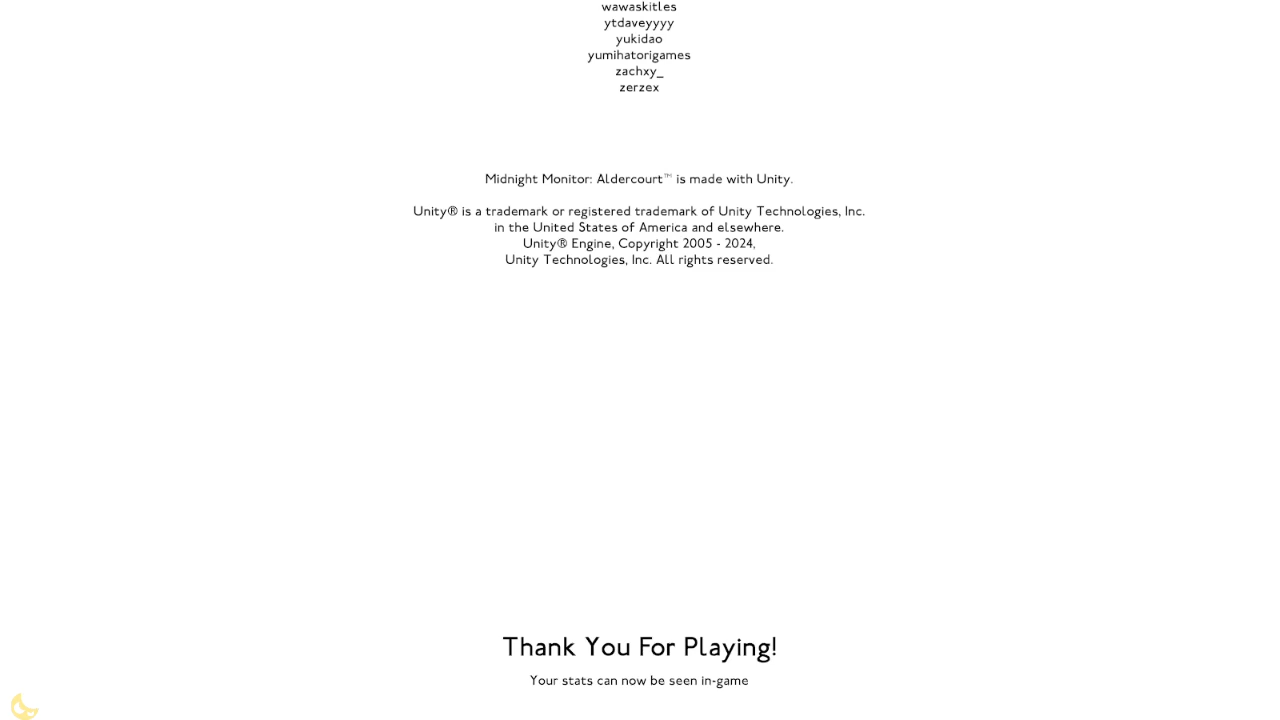 wawaskitles
ytdaveyyyy
yukidao
yumihatorigames
zachxy_
zerzex
Midnight Monitor: Aldercourt™ is made with Unity.
Unity® is a trademark or registered trademark of Unity Technologies, Inc.
in the United States of America and elsewhere.
Unity® Engine, Copyright 2005 - 2024,
Unity Technologies, Inc. All rights reserved.
Thank You For Playing!
Your stats can now be seen in-game